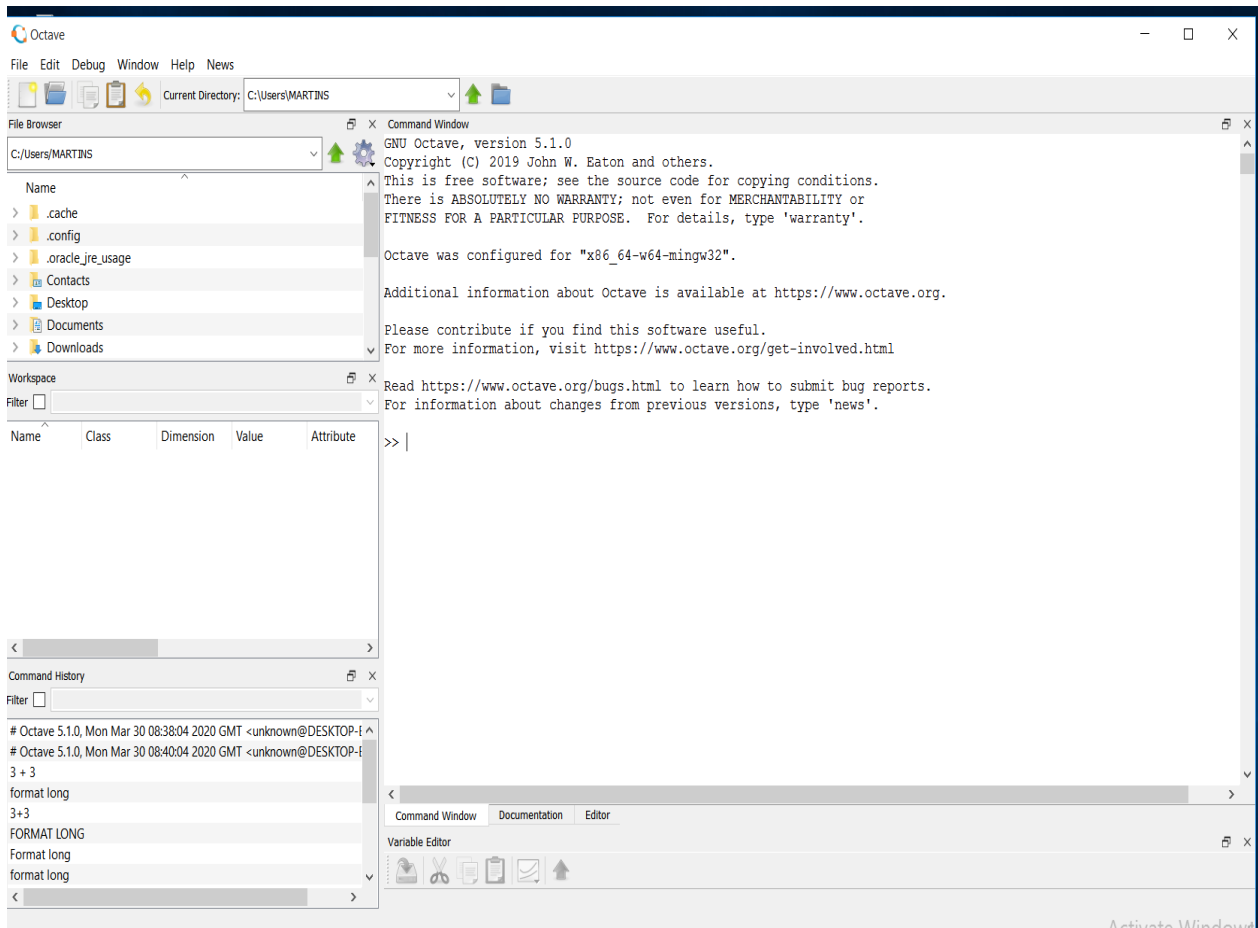 Octave
File Edit Debug Window Help News
Current Directory: C:\Users\MARTINS
File Browser
C:/Users/MARTINS
Name
.cache
.config
.oracle_jre_usage
Contacts
Desktop
Documents
Downloads
Workspace
Filter
Name Class Dimension Value Attribute
Command History
Filter
# Octave 5.1.0, Mon Mar 30 08:38:04 2020 GMT <unknown@DESKTOP-
# Octave 5.1.0, Mon Mar 30 08:40:04 2020 GMT <unknown@DESKTOP-
3 + 3
format long
3+3
FORMAT LONG
Format long
format long
Command Window
GNU Octave, version 5.1.0
Copyright (C) 2019 John W. Eaton and others.
This is free software; see the source code for copying conditions.
There is ABSOLUTELY NO WARRANTY; not even for MERCHANTABILITY or
FITNESS FOR A PARTICULAR PURPOSE.  For details, type 'warranty'.
Octave was configured for "x86_64-w64-mingw32".
Additional information about Octave is available at https://www.octave.org.
Please contribute if you find this software useful.
For more information, visit https://www.octave.org/get-involved.html
Read https://www.octave.org/bugs.html to learn how to submit bug reports.
For information about changes from previous versions, type 'news'.
>>
Command Window Documentation Editor
Variable Editor
Activate Windows